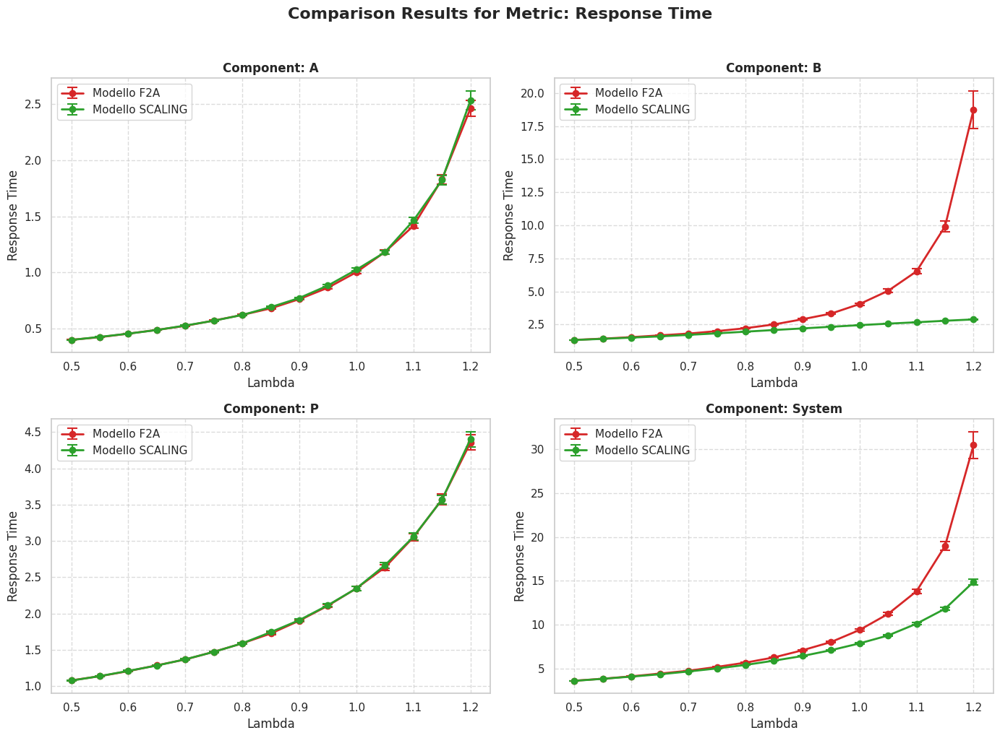 Comparison Results for Metric: Response Time
Component: A
Modello F2A
Modello SCALING
Response Time
2.5
2.0
1.5
1.0
0.5
0.5 0.6 0.7 0.8 0.9 1.0 1.1 1.2
Lambda
Component: B
Modello F2A
Modello SCALING
Response Time
20.0
17.5
15.0
12.5
10.0
7.5
5.0
2.5
0.5 0.6 0.7 0.8 0.9 1.0 1.1 1.2
Lambda
Component: P
Modello F2A
Modello SCALING
Response Time
4.5
4.0
3.5
3.0
2.5
2.0
1.5
1.0
0.5 0.6 0.7 0.8 0.9 1.0 1.1 1.2
Lambda
Component: System
Modello F2A
Modello SCALING
Response Time
30
25
20
15
10
5
0.5 0.6 0.7 0.8 0.9 1.0 1.1 1.2
Lambda